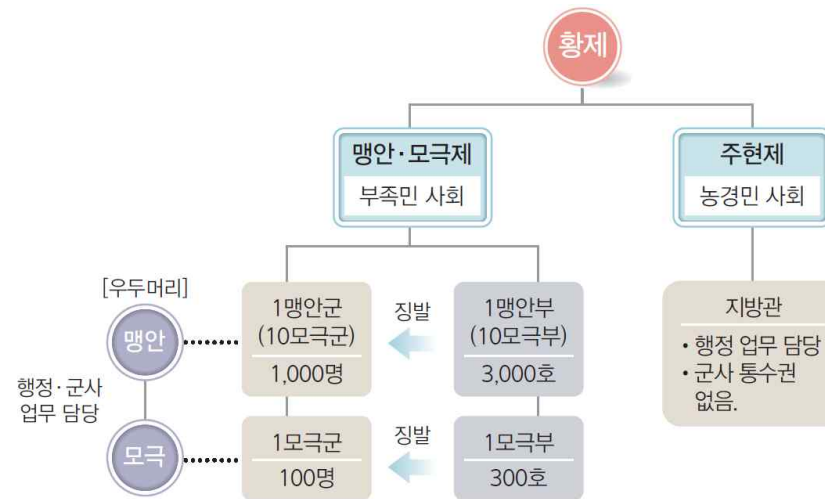 황제
맹안·모극제
부족민 사회
주현제
농경민 사회
[우두머리]
맹안
행정·군사
업무 담당
모극
1맹안군
(10모극군)
1,000명
징발
1맹안부
(10모극부)
3,000호
1모극군
100명
징발
1모극부
300호
지방관
• 행정 업무 담당
• 군사 통수권
없음.